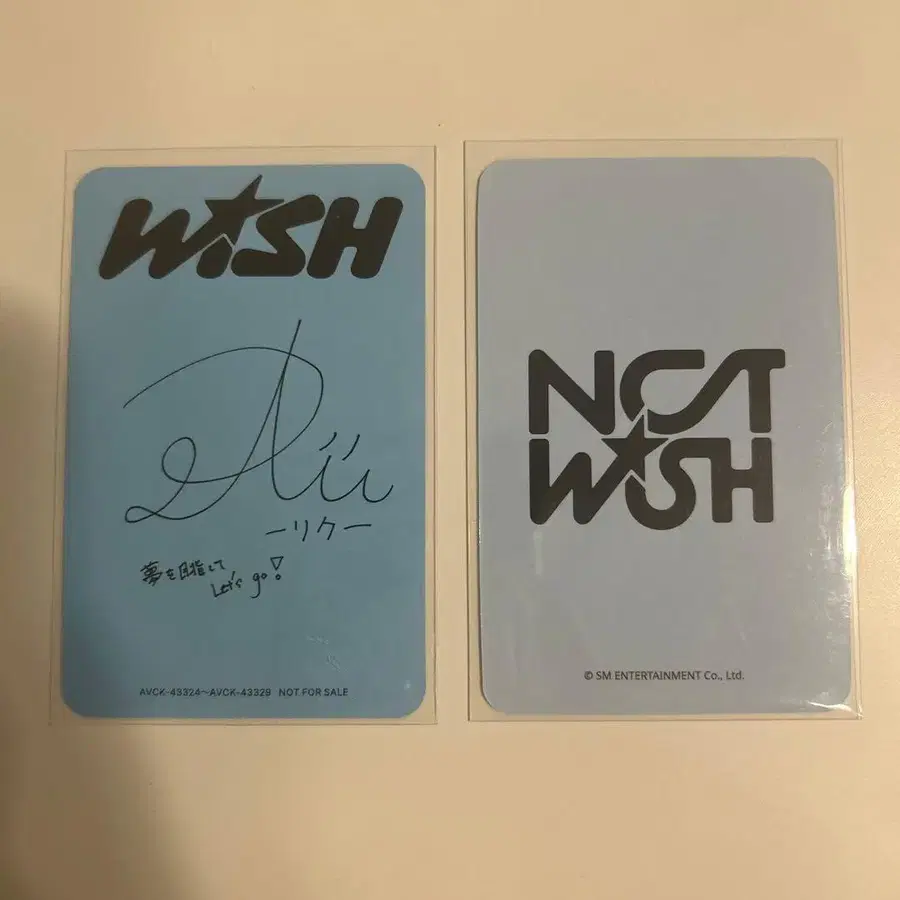 WISH
ーリクー
夢を目指して
Let's go!
AVCK-43324～AVCK-43329 NOT FOR SALE
NCT
WISH
© SM ENTERTAINMENT Co., Ltd.